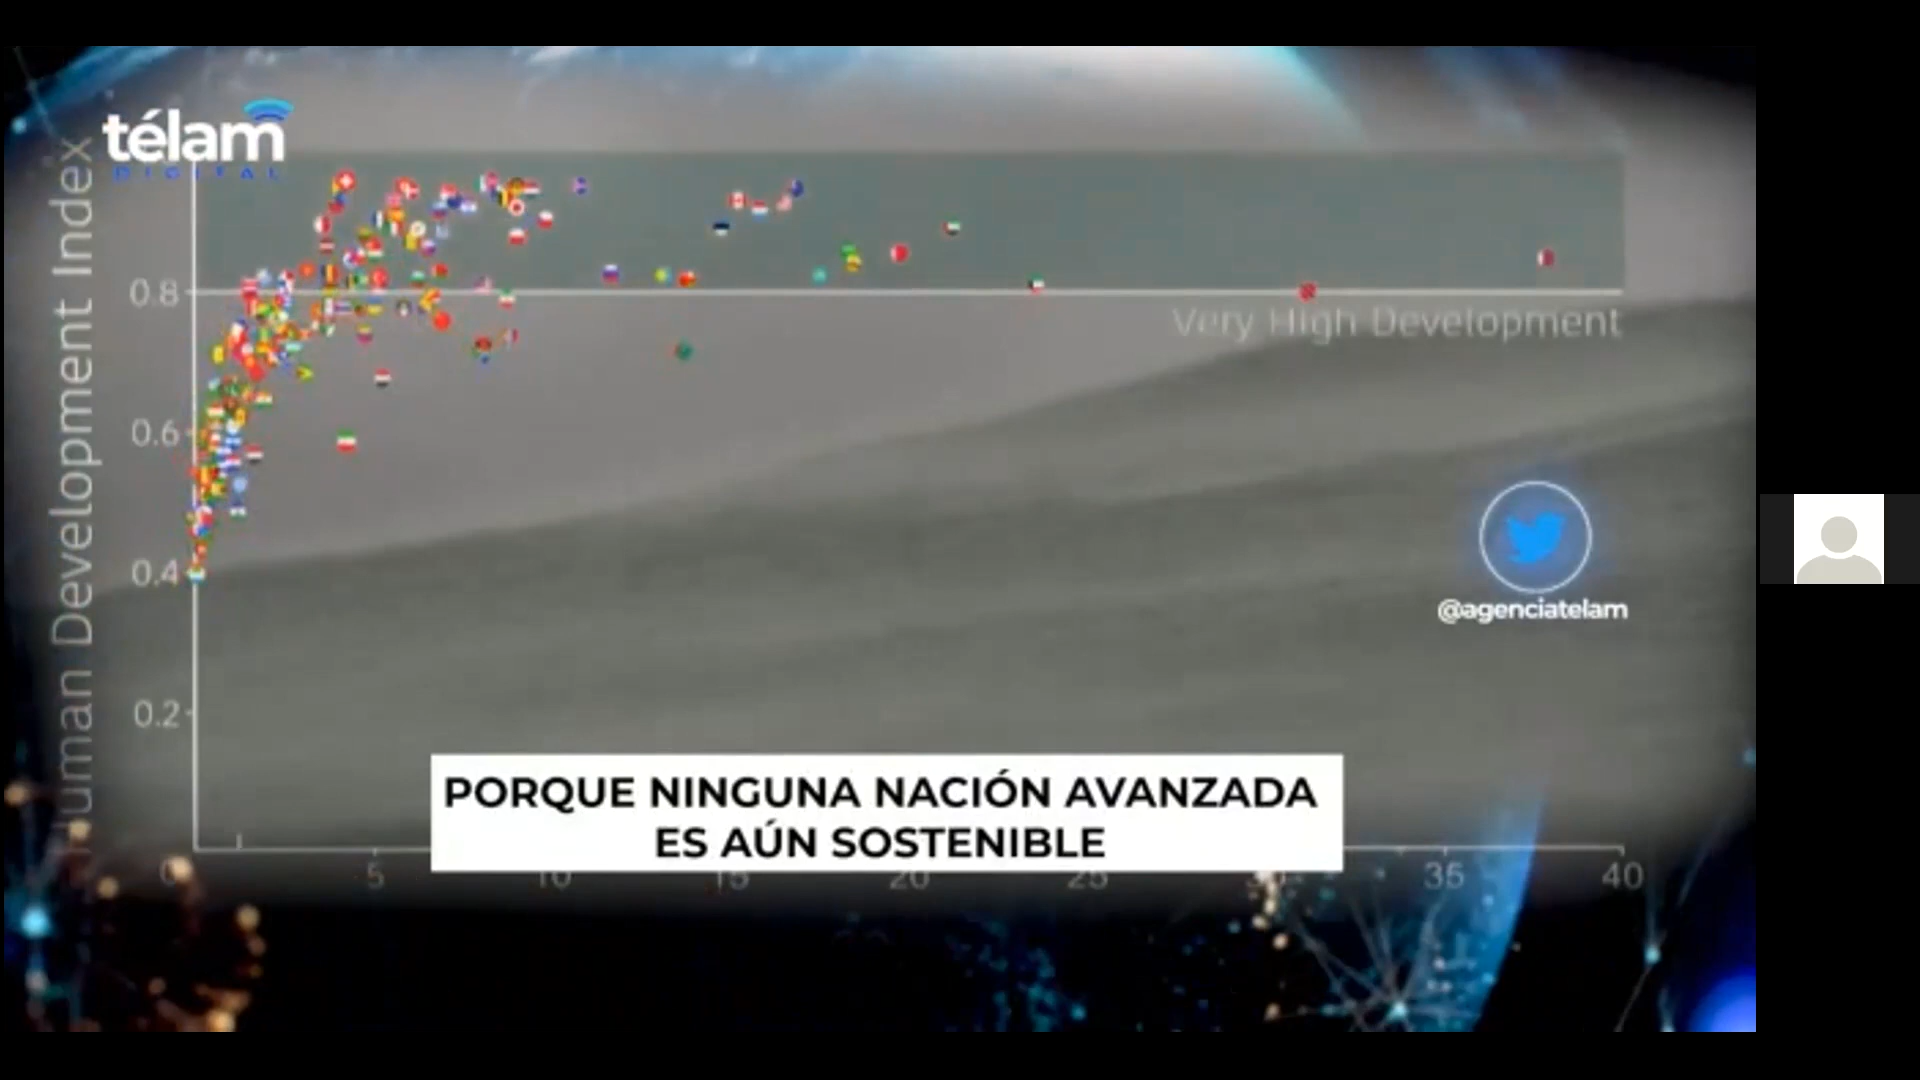 télam
DIGITAL
Human Development Index
0.8
Very High Development
0.6
0.4
@agenciatelam
0.2
PORQUE NINGUNA NACIÓN AVANZADA
ES AÚN SOSTENIBLE
0 5 10 15 20 25 30 35 40